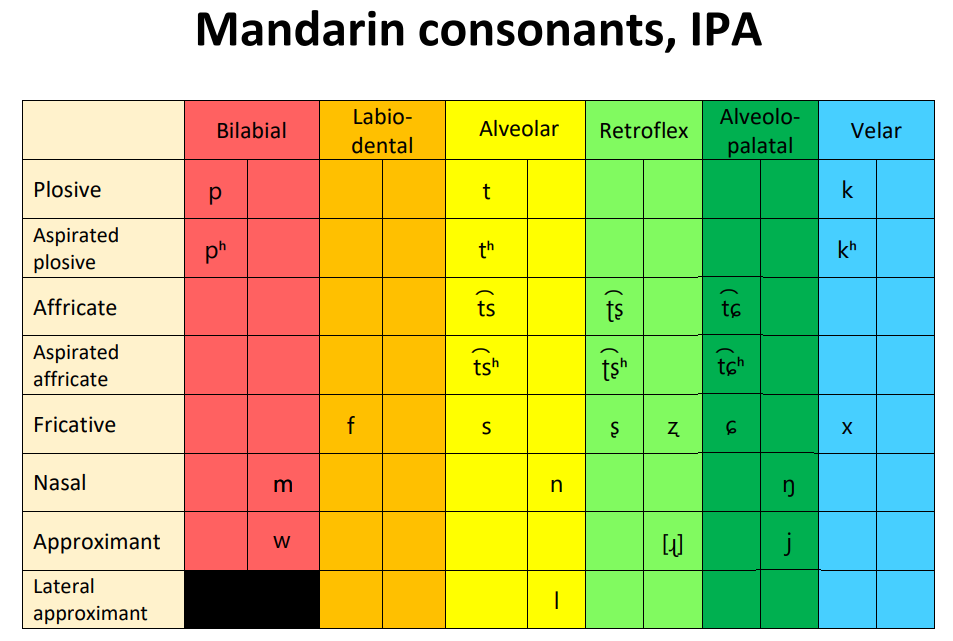 Mandarin consonants, IPA
Bilabial Labio-dental Alveolar Retroflex Alveolo-palatal Velar
Plosive p t k
Aspirated plosive pʰ tʰ kʰ
Affricate t͡s ʈ͡ʂ t͡ɕ
Aspirated affricate t͡sʰ ʈ͡ʂʰ t͡ɕʰ
Fricative f s ʂ ʐ ɕ x
Nasal m n ŋ
Approximant w [ɻ] j
Lateral approximant l